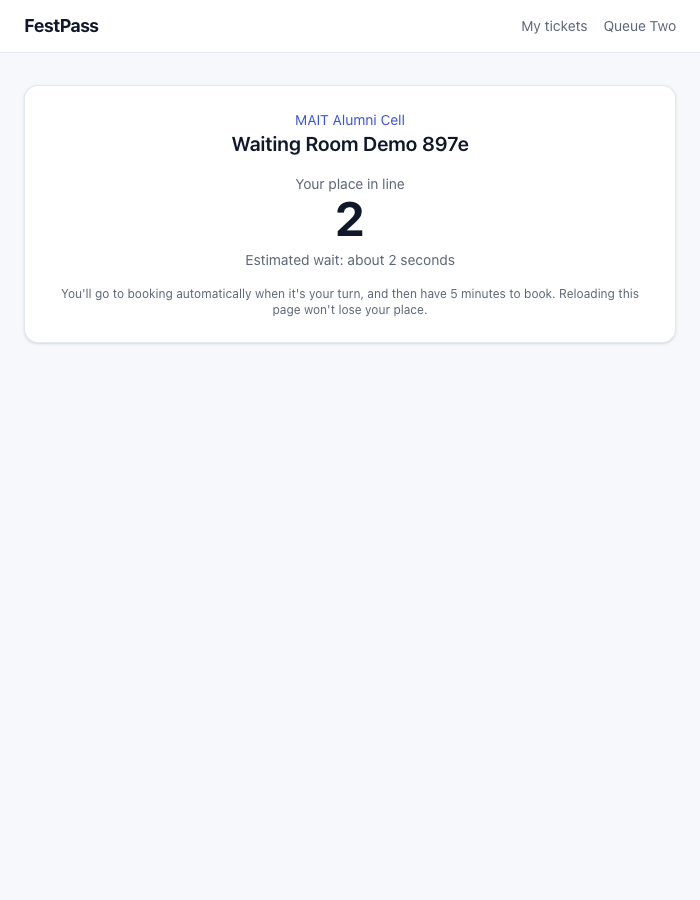 FestPass
My tickets
Queue Two
MAIT Alumni Cell
Waiting Room Demo 897e
Your place in line
2
Estimated wait: about 2 seconds
You'll go to booking automatically when it's your turn, and then have 5 minutes to book. Reloading this
page won't lose your place.